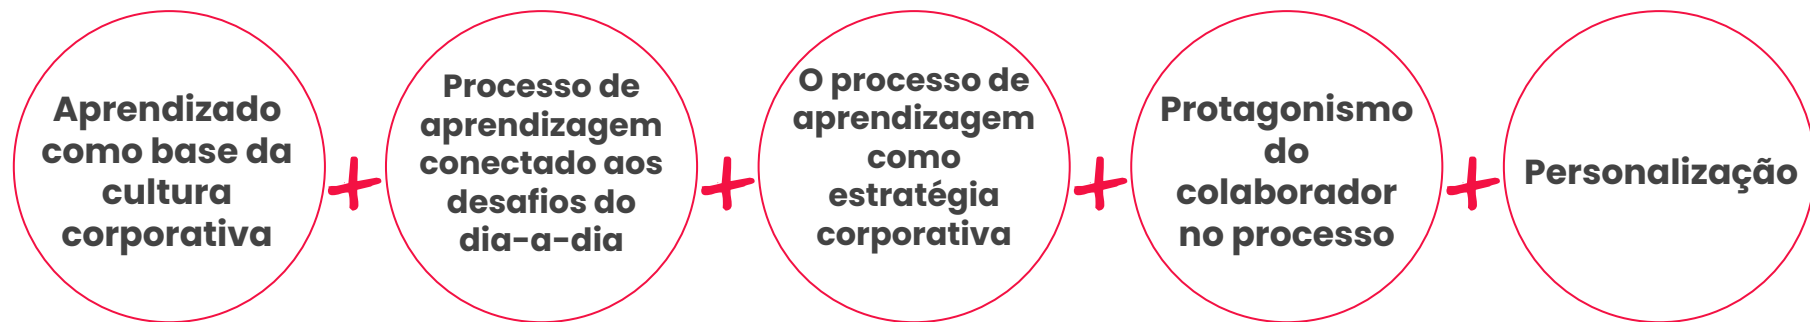 Aprendizado
como base da
cultura
corporativa
+
Processo de
aprendizagem
conectado aos
desafios do
dia-a-dia
+
O processo de
aprendizagem
como
estratégia
corporativa
+
Protagonismo
do
colaborador
no processo
+
Personalização